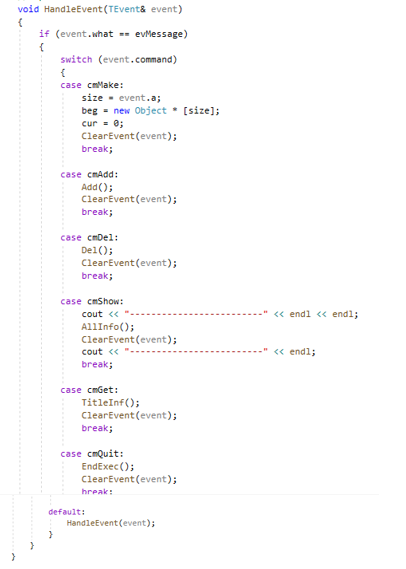 void HandleEvent(TEvent& event)
{
if (event.what == evMessage)
{
switch (event.command)
{
case cmMake:
size = event.a;
beg = new Object * [size];
cur = 0;
ClearEvent(event);
break;
case cmAdd:
Add();
ClearEvent(event);
break;
case cmDel:
Del();
ClearEvent(event);
break;
case cmShow:
cout << "-------------------------" << endl << endl;
AllInfo();
ClearEvent(event);
cout << "-------------------------" << endl;
break;
case cmGet:
TitleInf();
ClearEvent(event);
break;
case cmQuit:
EndExec();
ClearEvent(event);
break;
default:
HandleEvent(event);
}
}
}